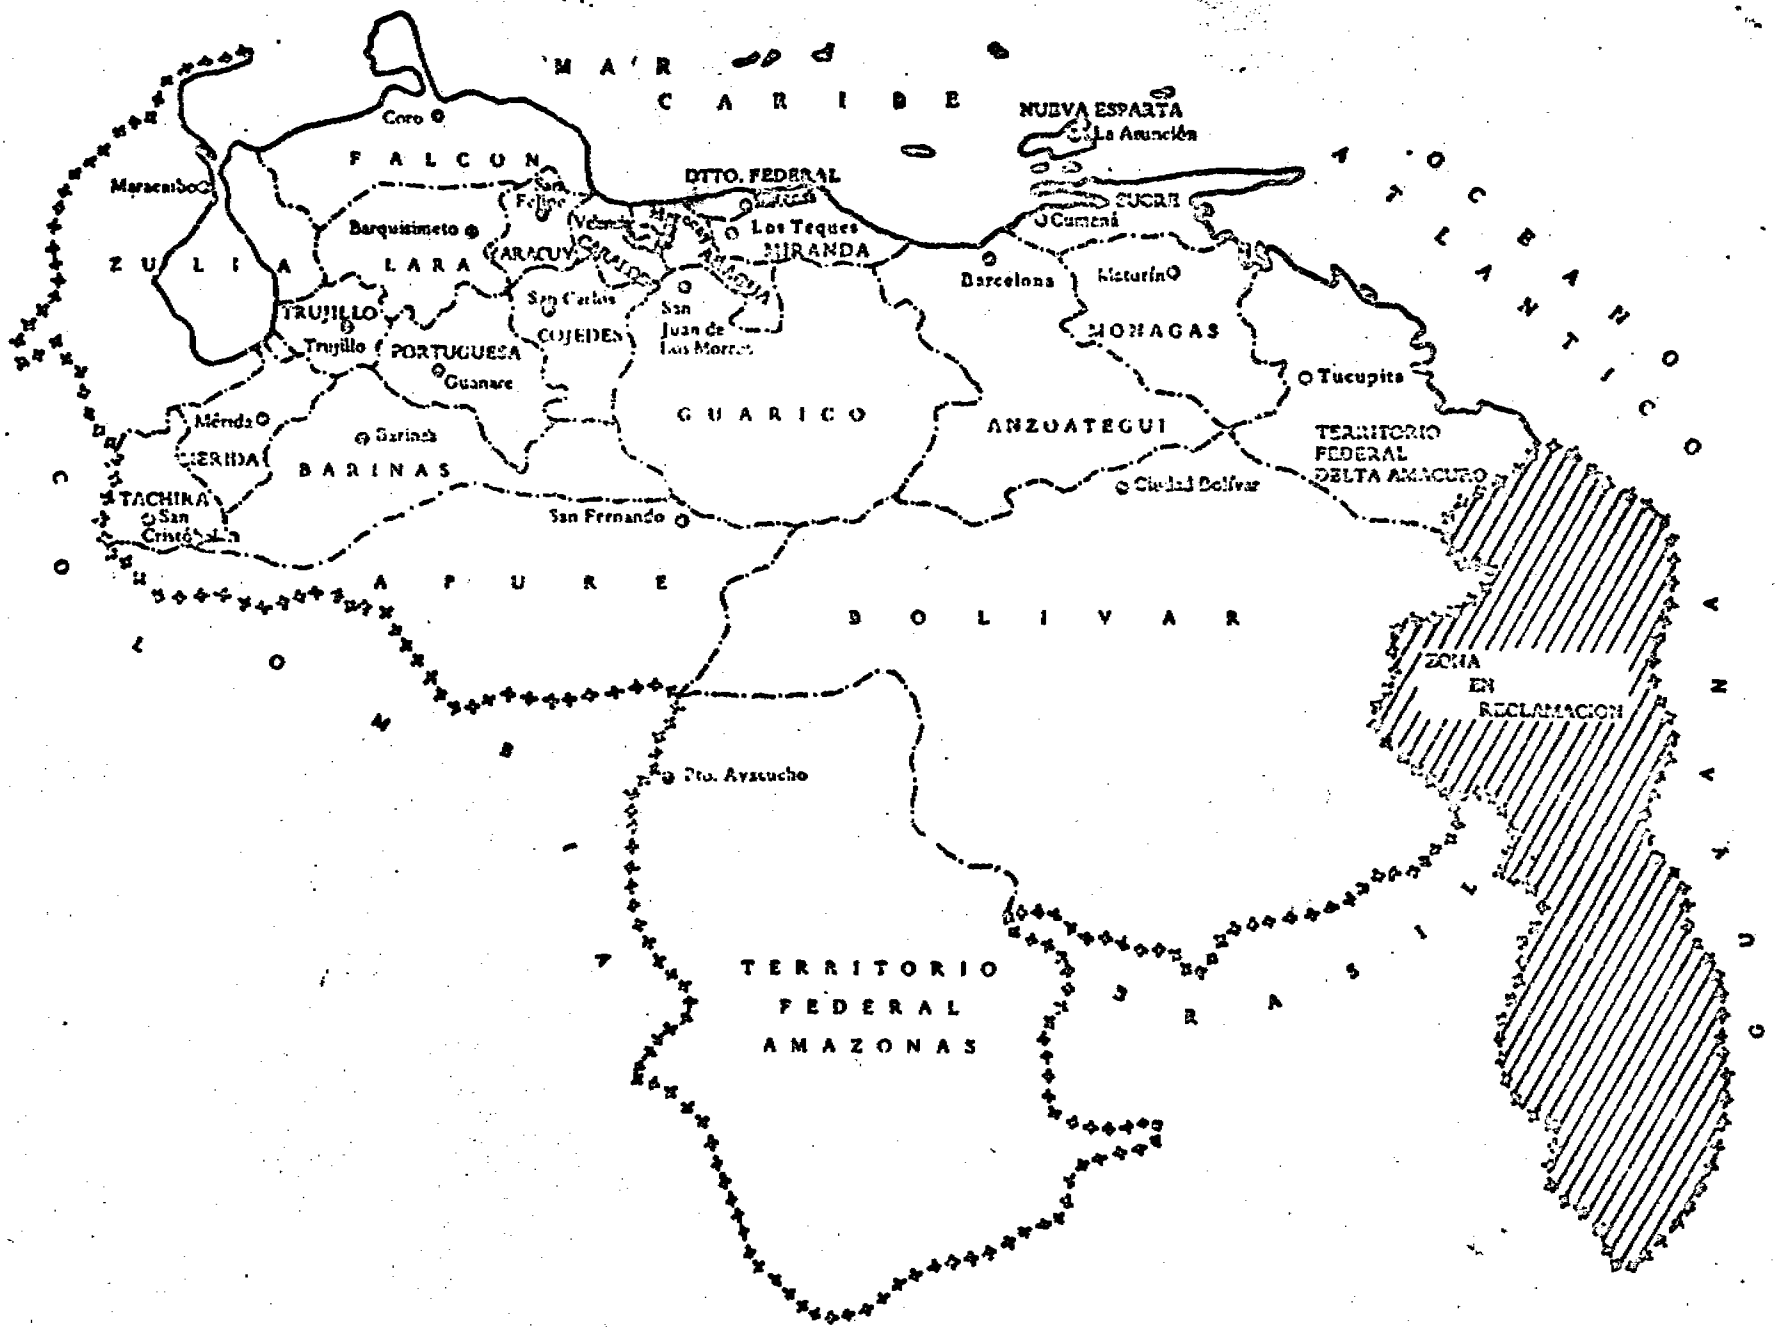 MAR
CARIBE
NUEVA ESPARTA
La Asunción
OCEANO
ATLANTICO
Coro
FALCON
Maracaibo
San
Felipe
DTTO. FEDERAL
SUCRE
Cumaná
Barquisimeto
Valencia
Los Teques
MIRANDA
ZULIA
LARA
YARACUY
CARABOBO
ARAGUA
Barcelona
Maturín
San Carlos
San
Juan de
Los Morros
TRUJILLO
Trujillo
COJEDES
MONAGAS
PORTUGUESA
Guanare
Tucupita
Mérida
MERIDA
Barinas
BARINAS
GUARICO
ANZOATEGUI
TERRITORIO
FEDERAL
DELTA AMACURO
Ciudad Bolívar
TACHIRA
San
Cristóbal
San Fernando
APURE
BOLIVAR
COLOMBIA
ZONA
EN
RECLAMACION
GUYANA
Pto. Ayacucho
TERRITORIO
FEDERAL
AMAZONAS
BRASIL